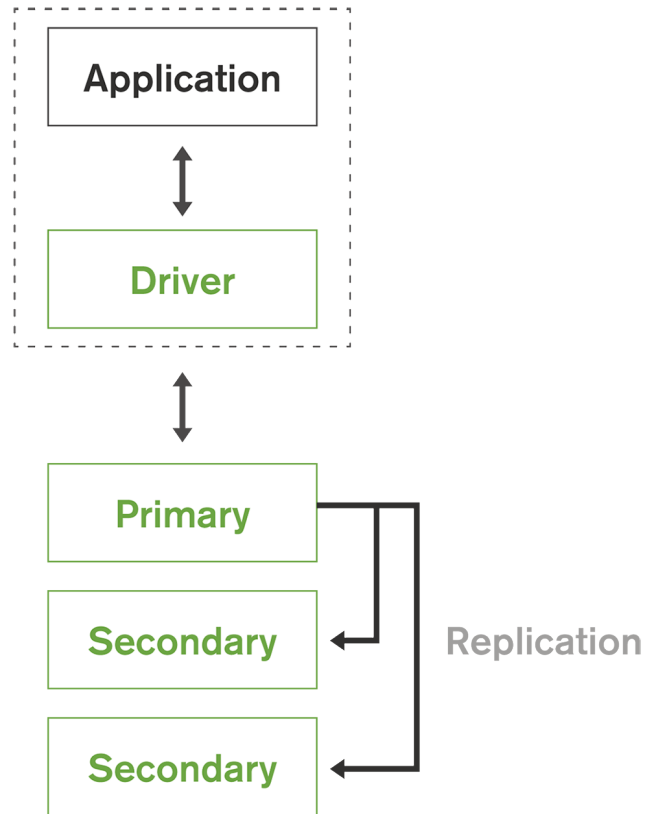 Application
Driver
Primary
Secondary
Replication
Secondary